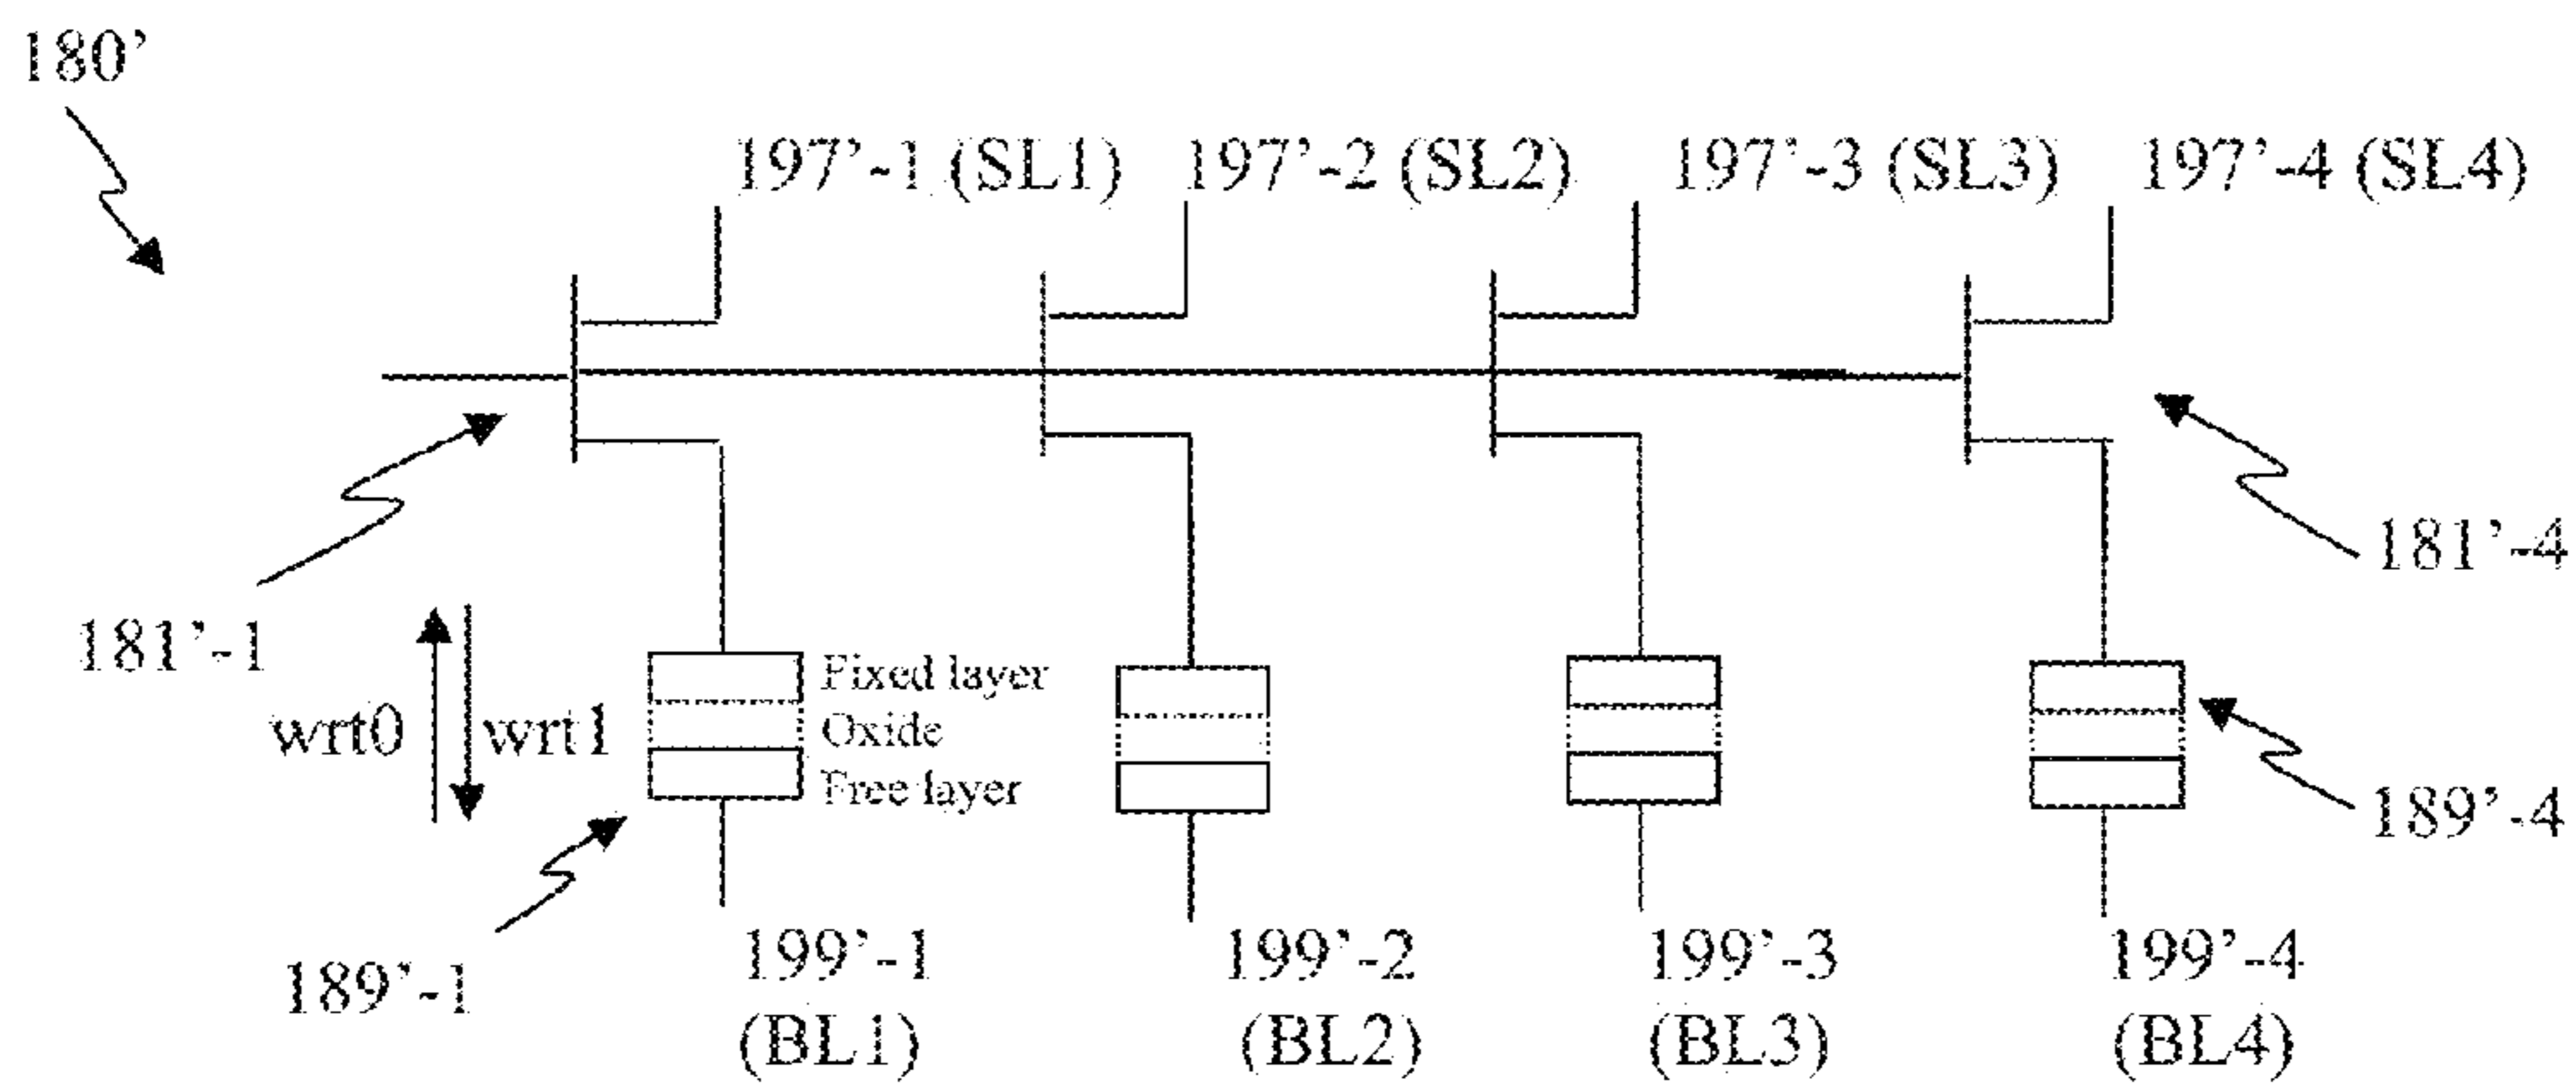 180’
197’-1 (SL1) 197’-2 (SL2) 197’-3 (SL3) 197’-4 (SL4)
181’-4
181’-1
Fixed layer
wrt0 wrt1 Oxide
Free layer
189’-4
189’-1
199’-1 199’-2 199’-3 199’-4
(BL1) (BL2) (BL3) (BL4)